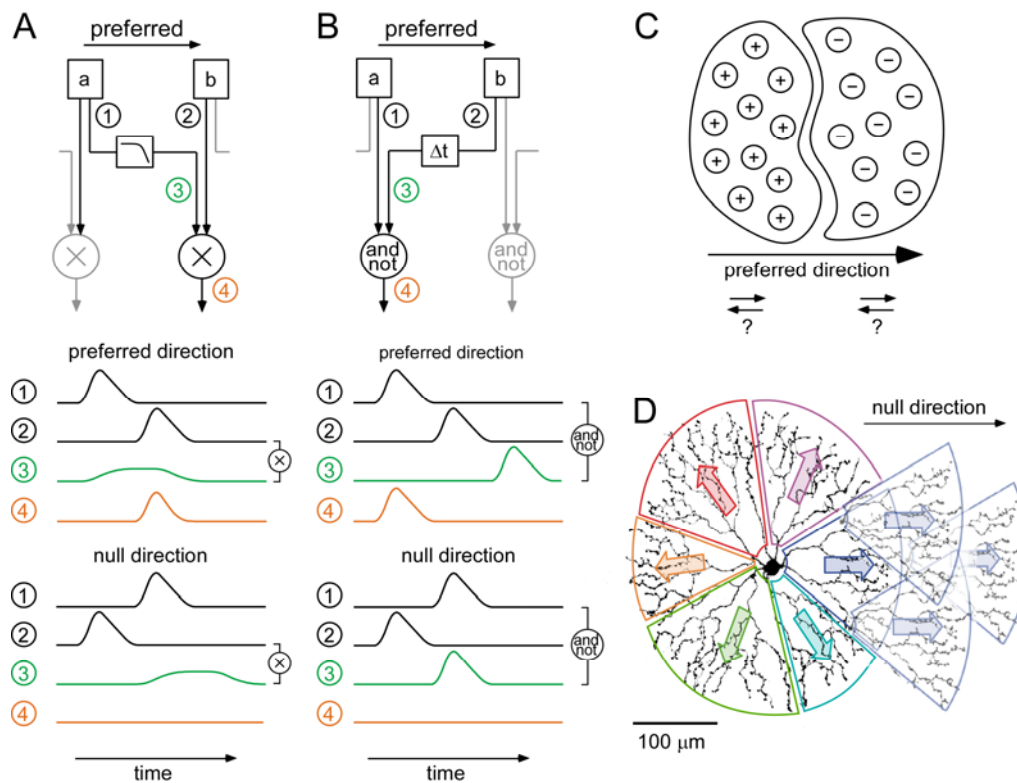 A
preferred
a
b
①
②
③
×
×
④
preferred direction
①
②
×
③
④
null direction
①
②
×
③
④
time
B
preferred
a
b
①
②
Δt
③
and not
and not
④
preferred direction
①
②
and not
③
④
null direction
①
②
and not
③
④
time
C
+ + + + + + + + + + + +
− − − − − − − − − − −
preferred direction
? ?
D
null direction
100 μm